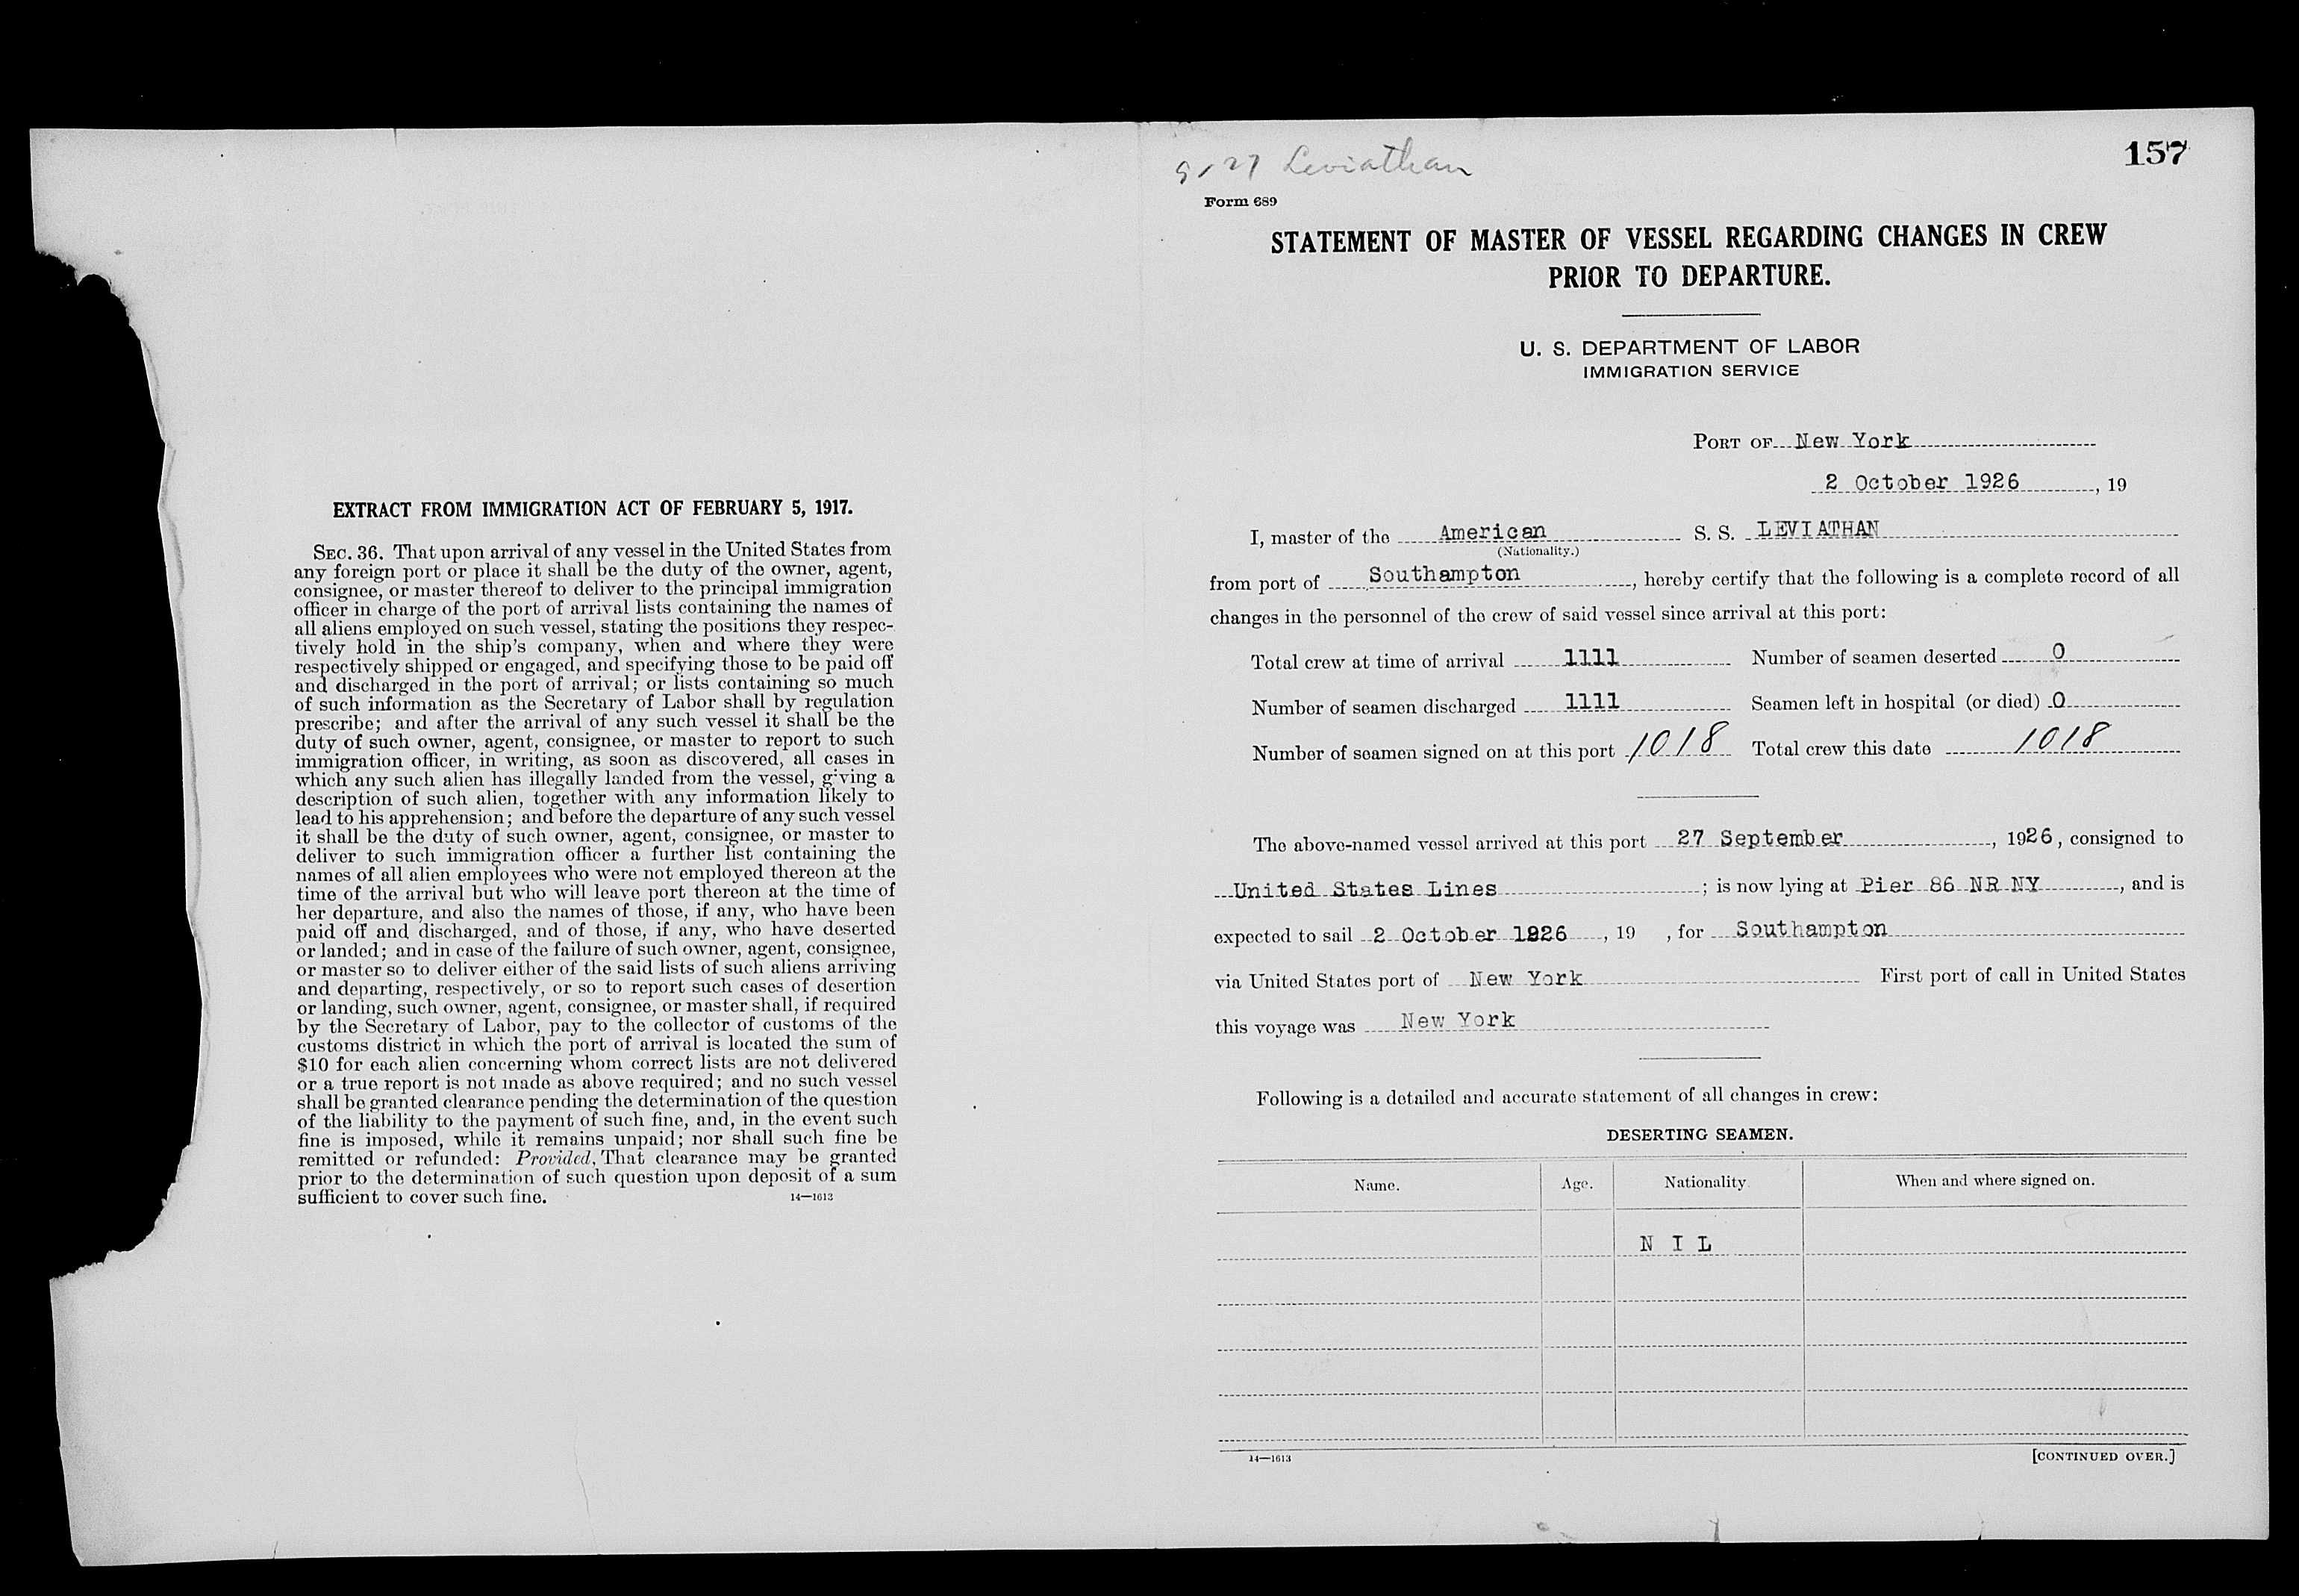 EXTRACT FROM IMMIGRATION ACT OF FEBRUARY 5, 1917.
SEC. 36. That upon arrival of any vessel in the United States from
any foreign port or place it shall be the duty of the owner, agent,
consignee, or master thereof to deliver to the principal immigration
officer in charge of the port of arrival lists containing the names of
all aliens employed on such vessel, stating the positions they respec-
tively hold in the ship's company, when and where they were
respectively shipped or engaged, and specifying those to be paid off
and discharged in the port of arrival; or lists containing so much
of such information as the Secretary of Labor shall by regulation
prescribe; and after the arrival of any such vessel it shall be the
duty of such owner, agent, consignee, or master to report to such
immigration officer, in writing, as soon as discovered, all cases in
which any such alien has illegally landed from the vessel, giving a
description of such alien, together with any information likely to
lead to his apprehension; and before the departure of any such vessel
it shall be the duty of such owner, agent, consignee, or master to
deliver to such immigration officer a further list containing the
names of all alien employees who were not employed thereon at the
time of the arrival but who will leave port thereon at the time of
her departure, and also the names of those, if any, who have been
paid off and discharged, and of those, if any, who have deserted
or landed; and in case of the failure of such owner, agent, consignee,
or master so to deliver either of the said lists of such aliens arriving
and departing, respectively, or so to report such cases of desertion
or landing, such owner, agent, consignee, or master shall, if required
by the Secretary of Labor, pay to the collector of customs of the
customs district in which the port of arrival is located the sum of
$10 for each alien concerning whom correct lists are not delivered
or a true report is not made as above required; and no such vessel
shall be granted clearance pending the determination of the question
of the liability to the payment of such fine, and, in the event such
fine is imposed, while it remains unpaid; nor shall such fine be
remitted or refunded: Provided, That clearance may be granted
prior to the determination of such question upon deposit of a sum
sufficient to cover such fine. 14—1613
9/27 Leviathan
157
Form 689
STATEMENT OF MASTER OF VESSEL REGARDING CHANGES IN CREW
PRIOR TO DEPARTURE.
U. S. DEPARTMENT OF LABOR
IMMIGRATION SERVICE
PORT OF New York
2 October 1926, 19
I, master of the American S. S. LEVIATHAN
(Nationality.)
from port of Southampton, hereby certify that the following is a complete record of all
changes in the personnel of the crew of said vessel since arrival at this port:
Total crew at time of arrival 1111 Number of seamen deserted 0
Number of seamen discharged 1111 Seamen left in hospital (or died) 0
Number of seamen signed on at this port 1018 Total crew this date 1018
The above-named vessel arrived at this port 27 September, 1926, consigned to
United States Lines; is now lying at Pier 86 NR NY, and is
expected to sail 2 October 1926, 19 , for Southampton
via United States port of New York First port of call in United States
this voyage was New York
Following is a detailed and accurate statement of all changes in crew:
DESERTING SEAMEN.
Name. Age. Nationality When and where signed on.
N I L
14—1613 [CONTINUED OVER.]